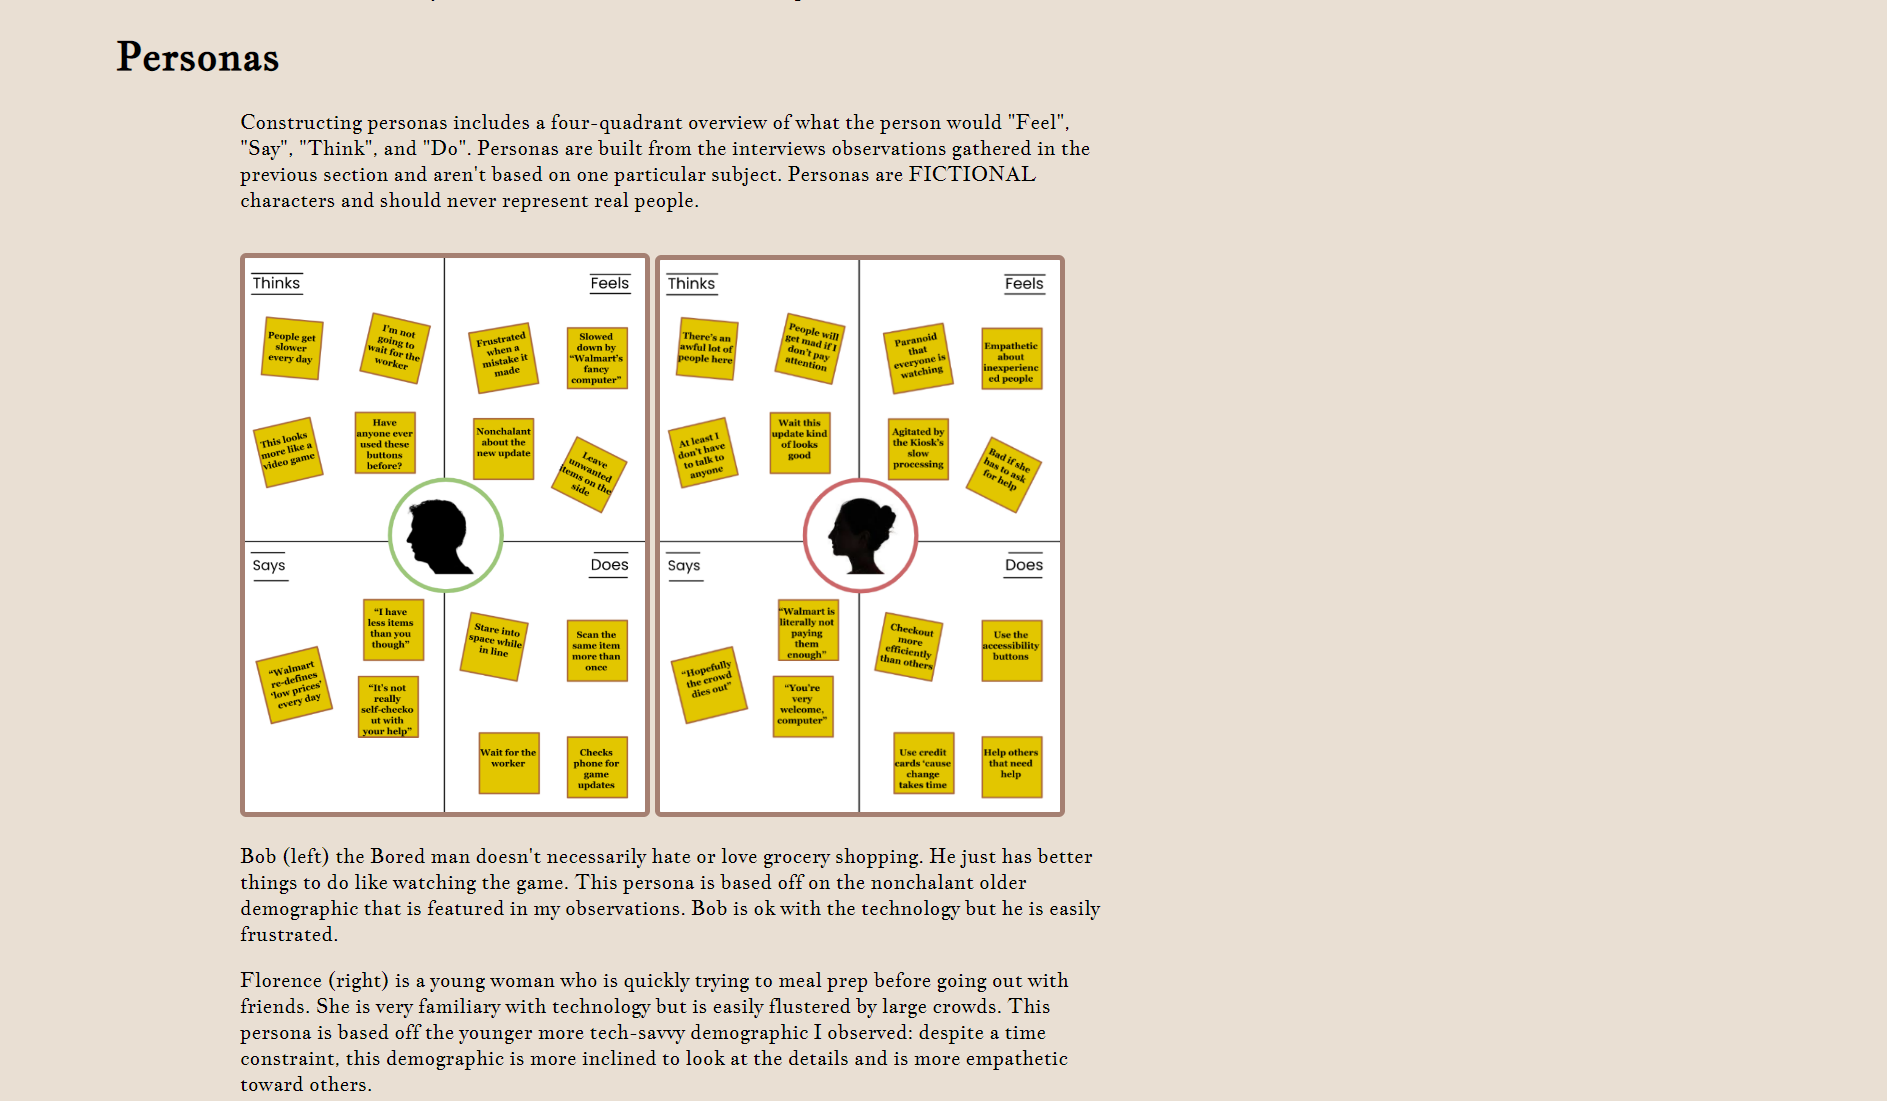 Personas
Constructing personas includes a four-quadrant overview of what the person would "Feel",
"Say", "Think", and "Do". Personas are built from the interviews observations gathered in the
previous section and aren't based on one particular subject. Personas are FICTIONAL
characters and should never represent real people.
Thinks
People get
slower
every day
I'm not
going to
wait for the
worker
This looks
more like a
video game
Have
anyone ever
used these
buttons
before?
Feels
Frustrated
when a
mistake it
made
Slowed
down by
“Walmart's
fancy
computer”
Nonchalant
about the
new update
Leave
unwanted
items on the
side
Says
“I have
less items
than you
though”
“Walmart
re-defines
‘low prices’
every day
“It's not
really
self-checko
ut with
your help”
Does
Stare into
space while
in line
Scan the
same item
more than
once
Wait for the
worker
Checks
phone for
game
updates
Thinks
There's an
awful lot of
people here
People will
get mad if I
don't pay
attention
At least I
don't have
to talk to
anyone
Wait this
update kind
of looks
good
Feels
Paranoid
that
everyone is
watching
Empathetic
about
inexperienc
ed people
Agitated by
the Kiosk's
slow
processing
Bad if she
has to ask
for help
Says
“Walmart is
literally not
paying
them
enough”
“Hopefully
the crowd
dies out”
“You're
very
welcome,
computer”
Does
Checkout
more
efficiently
than others
Use the
accessibility
buttons
Use credit
cards ‘cause
change
takes time
Help others
that need
help
Bob (left) the Bored man doesn't necessarily hate or love grocery shopping. He just has better
things to do like watching the game. This persona is based off on the nonchalant older
demographic that is featured in my observations. Bob is ok with the technology but he is easily
frustrated.
Florence (right) is a young woman who is quickly trying to meal prep before going out with
friends. She is very familiary with technology but is easily flustered by large crowds. This
persona is based off the younger more tech-savvy demographic I observed: despite a time
constraint, this demographic is more inclined to look at the details and is more empathetic
toward others.